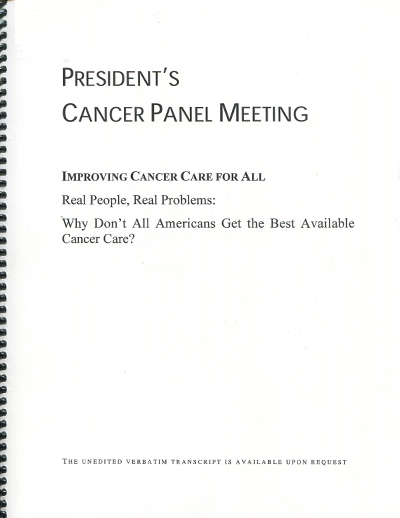 PRESIDENT'S
CANCER PANEL MEETING
IMPROVING CANCER CARE FOR ALL
Real People, Real Problems:
Why Don't All Americans Get the Best Available
Cancer Care?
THE UNEDITED VERBATIM TRANSCRIPT IS AVAILABLE UPON REQUEST